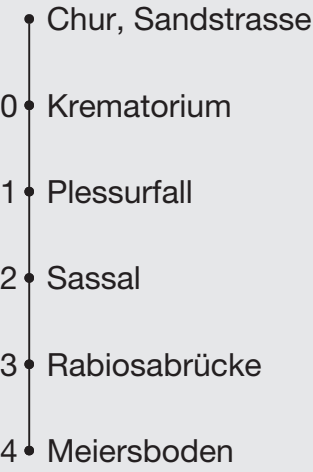 Chur, Sandstrasse
0 Krematorium
1 Plessurfall
2 Sassal
3 Rabiosabrücke
4 Meiersboden